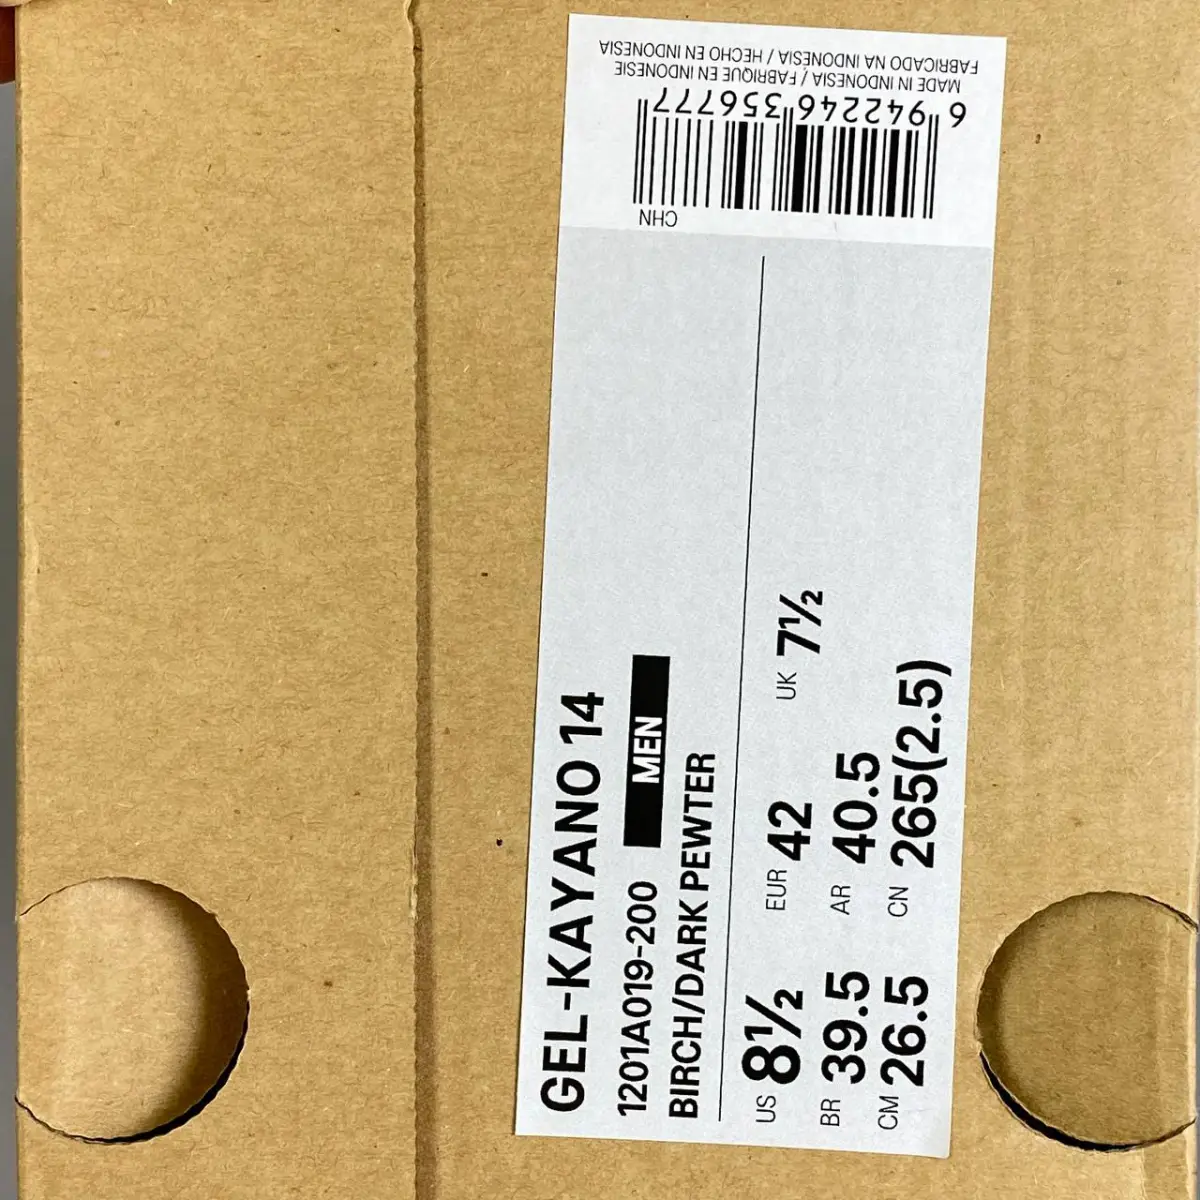 GEL-KAYANO 14
1201A019-200 MEN
BIRCH/DARK PEWTER
US 8½ EUR 42 UK 7½
BR 39.5 AR 40.5
CM 26.5 CN 265(2.5)
CHN
6 942246 356777
MADE IN INDONESIA / FABRIQUE EN INDONESIE
FABRICADO NA INDONESIA / HECHO EN INDONESIA